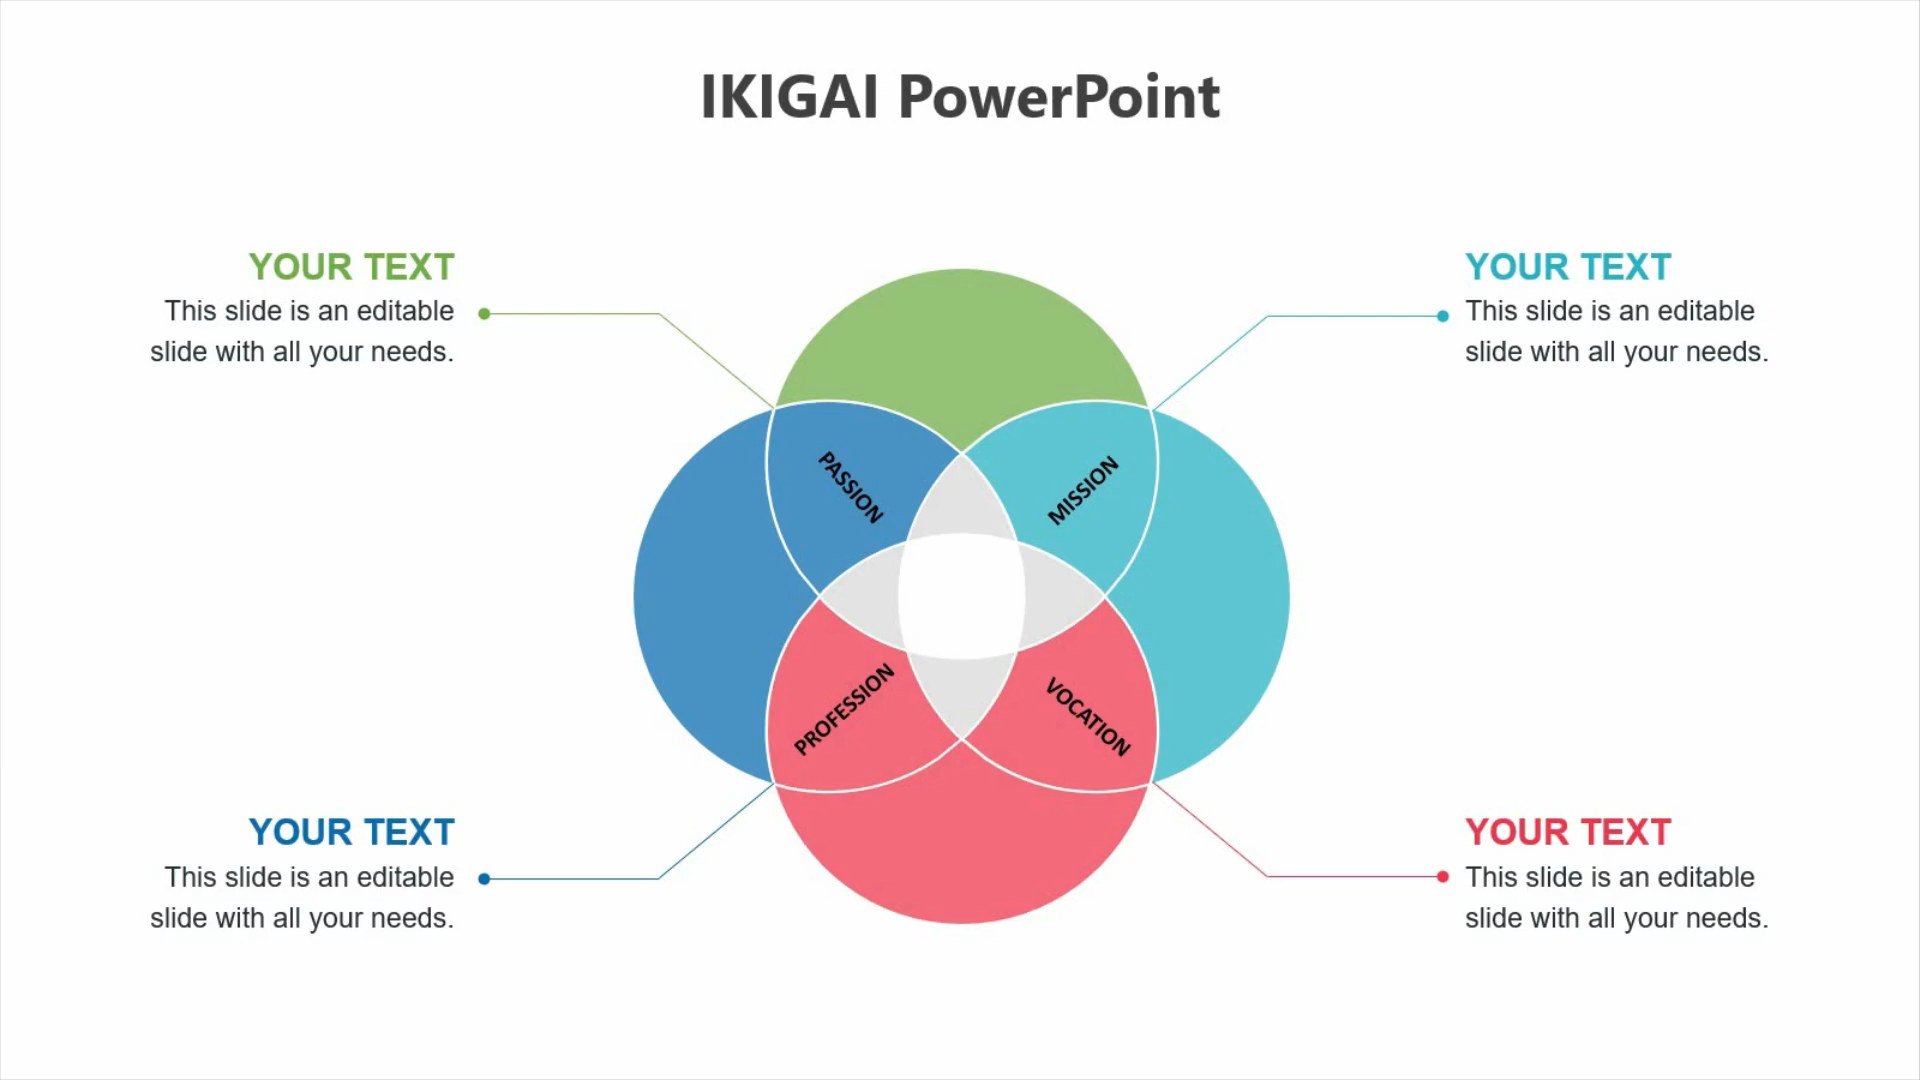 IKIGAI PowerPoint
YOUR TEXT
This slide is an editable
slide with all your needs.
YOUR TEXT
This slide is an editable
slide with all your needs.
PASSION
MISSION
PROFESSION
VOCATION
YOUR TEXT
This slide is an editable
slide with all your needs.
YOUR TEXT
This slide is an editable
slide with all your needs.